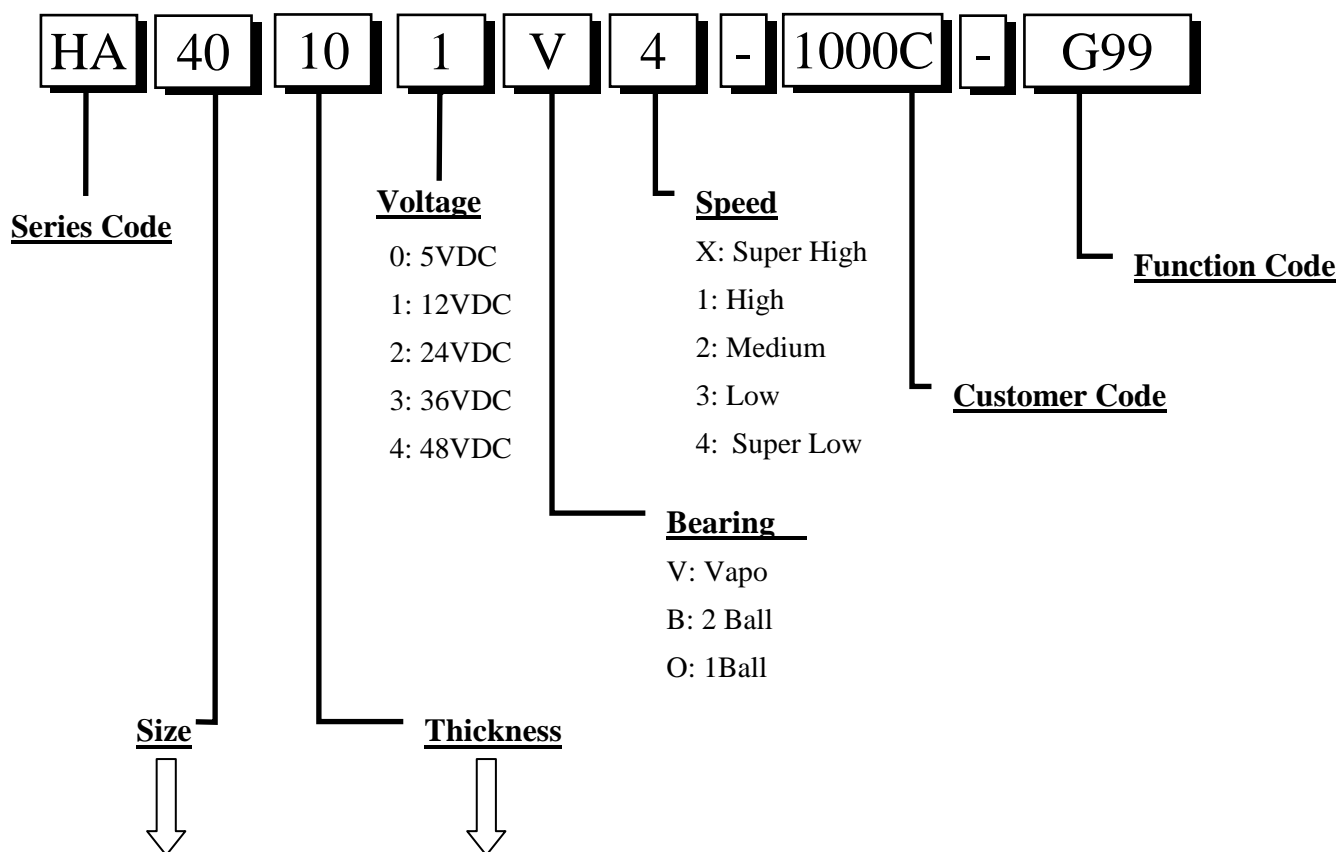 HA 40 10 1 V 4 - 1000C - G99
Series Code
Voltage
0: 5VDC
1: 12VDC
2: 24VDC
3: 36VDC
4: 48VDC
Speed
X: Super High
1: High
2: Medium
3: Low
4: Super Low
Function Code
Customer Code
Bearing
V: Vapo
B: 2 Ball
O: 1Ball
Size
Thickness